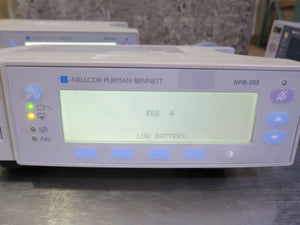 NELLCOR PURITAN BENNETT
NPB-295
EEE 4
LOW BATTERY